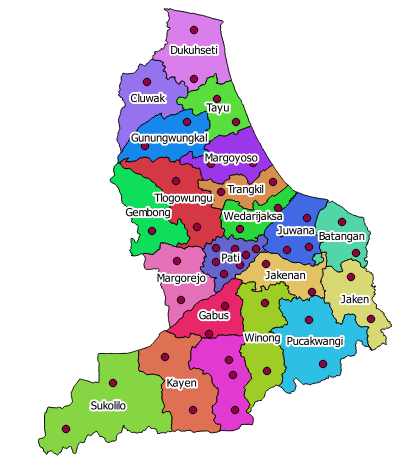 Dukuhseti
Cluwak
Tayu
Gunungwungkal
Margoyoso
Trangkil
Tlogowungu
Gembong
Wedarijaksa
Juwana
Batangan
Pati
Margorejo
Jakenan
Jaken
Gabus
Winong
Pucakwangi
Kayen
Sukolilo